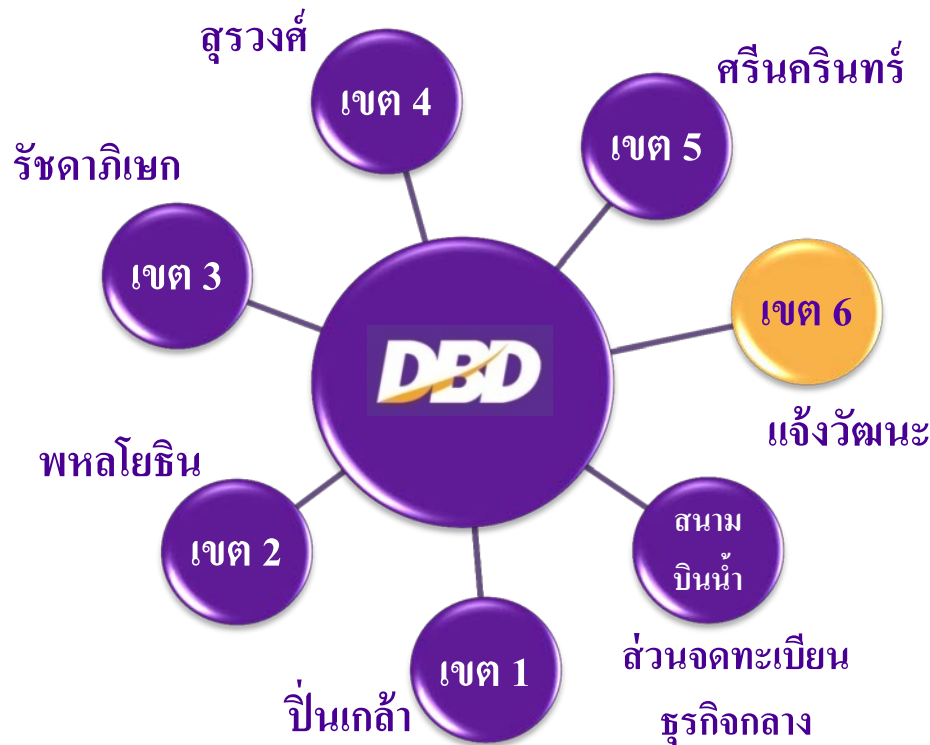 สุรวงศ์
เขต 4
ศรีนครินทร์
เขต 5
รัชดาภิเษก
เขต 3
เขต 6
แจ้งวัฒนะ
DBD
พหลโยธิน
เขต 2
สนาม
บินน้ำ
ส่วนจดทะเบียน
ธุรกิจกลาง
เขต 1
ปิ่นเกล้า